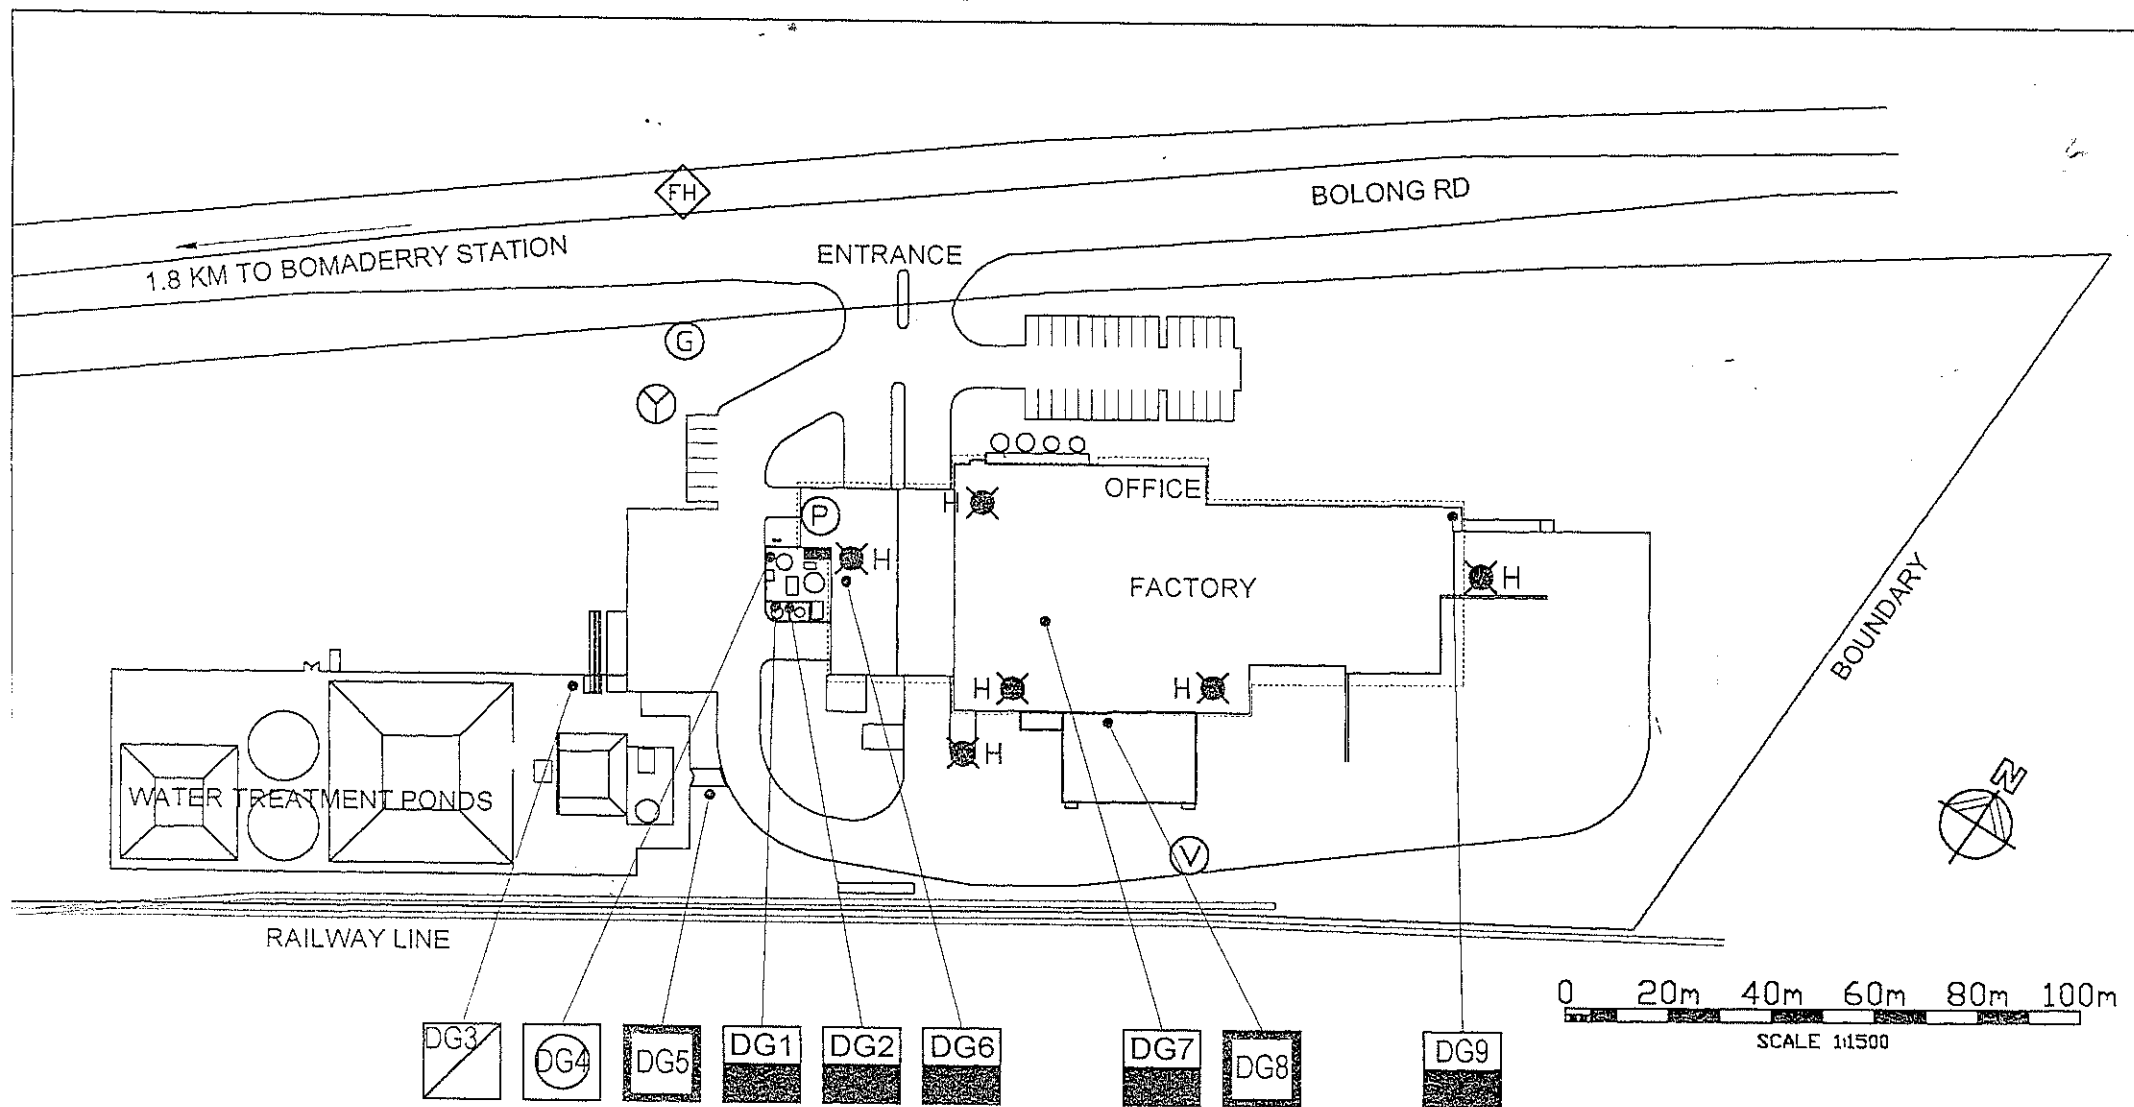 FH
BOLONG RD
ENTRANCE
1.8 KM TO BOMADERRY STATION
G
Y
OFFICE
H
P
H
FACTORY
H
BOUNDARY
H
H
H
WATER TREATMENT PONDS
N
V
RAILWAY LINE
0 20m 40m 60m 80m 100m
SCALE 1:1500
DG3
DG4
DG5
DG1
DG2
DG6
DG7
DG8
DG9